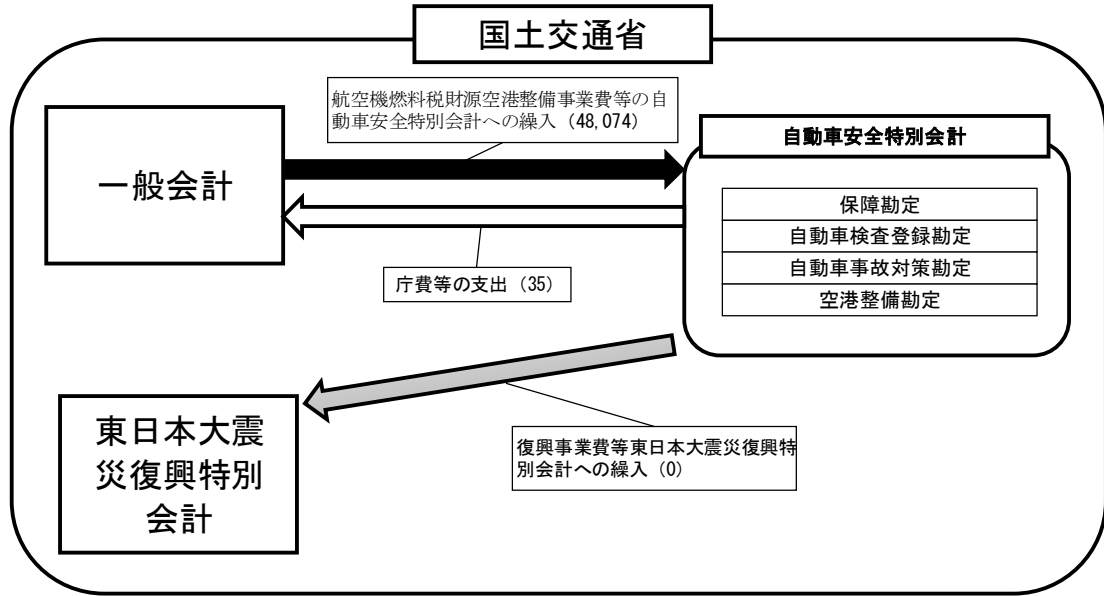 国土交通省
航空機燃料税財源空港整備事業費等の自
動車安全特別会計への繰入（48,074）
一般会計
自動車安全特別会計
保障勘定
自動車検査登録勘定
自動車事故対策勘定
空港整備勘定
庁費等の支出（35）
東日本大震
災復興特別
会計
復興事業費等東日本大震災復興特
別会計への繰入（0）